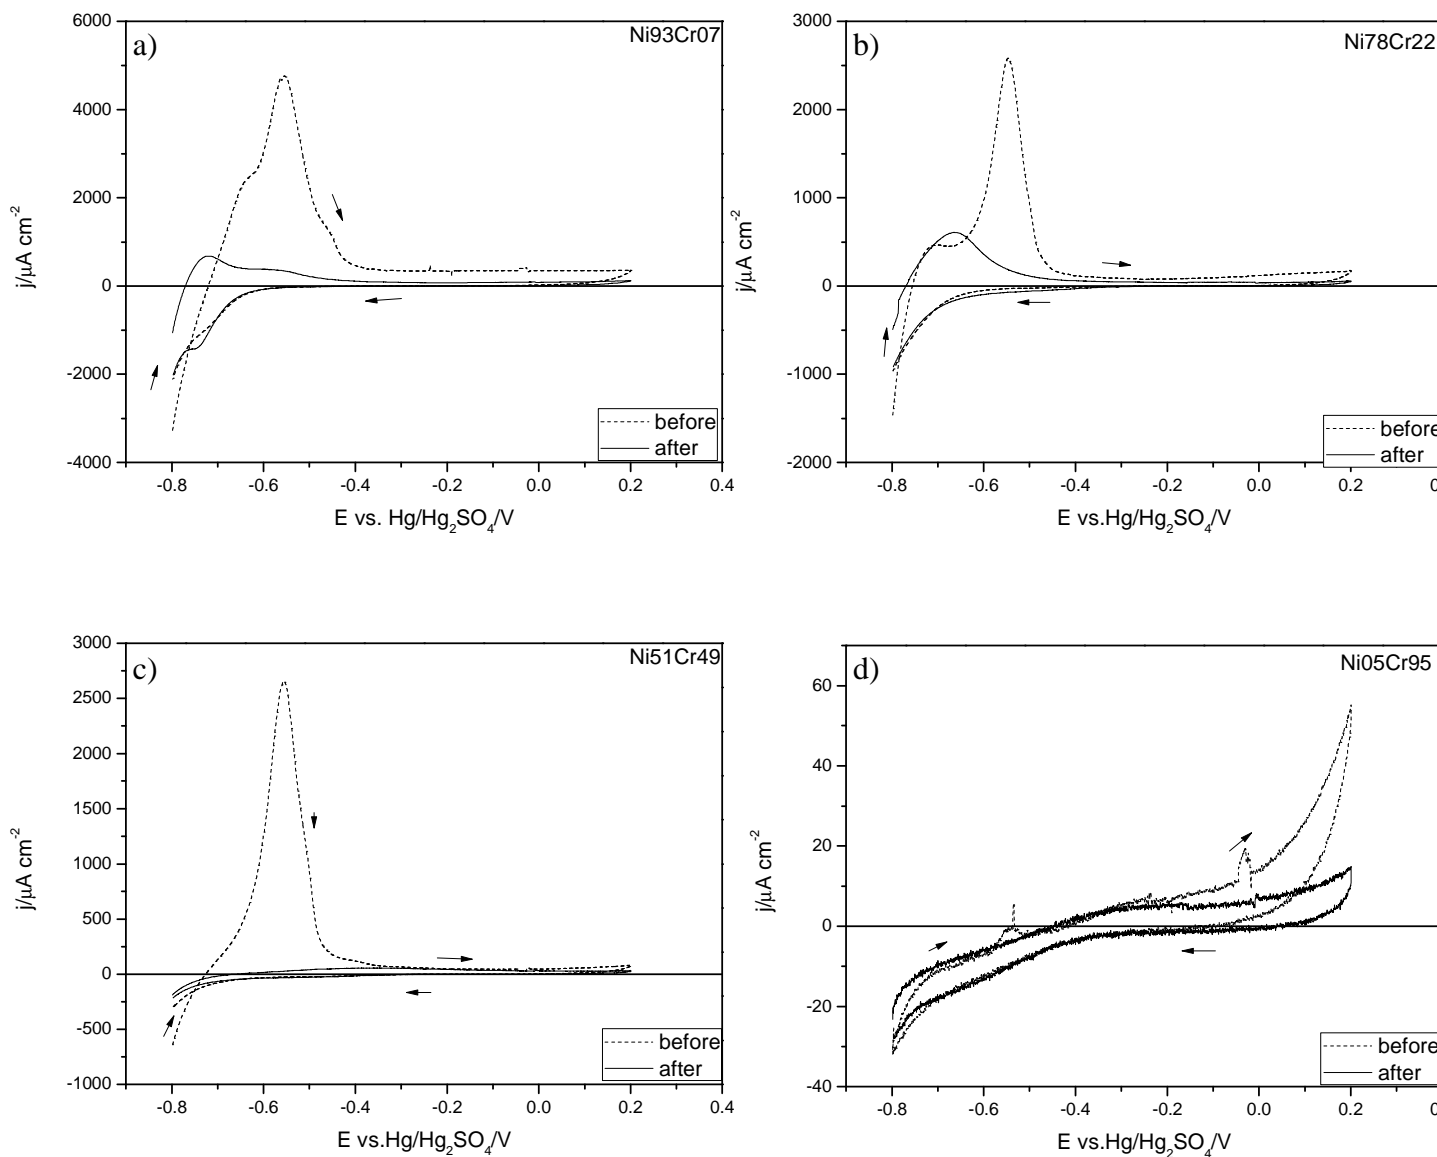 a)
Ni93Cr07
6000
4000
2000
0
-2000
-4000
-0.8
-0.6
-0.4
-0.2
0.0
0.2
0.4
j/μA cm-2
E vs. Hg/Hg2SO4/V
before
after
b)
Ni78Cr22
3000
2000
1000
0
-1000
-2000
-0.8
-0.6
-0.4
-0.2
0.0
0.2
j/μA cm-2
E vs.Hg/Hg2SO4/V
before
after
c)
Ni51Cr49
3000
2500
2000
1500
1000
500
0
-500
-1000
-0.8
-0.6
-0.4
-0.2
0.0
0.2
0.4
j/μA cm-2
E vs.Hg/Hg2SO4/V
before
after
d)
Ni05Cr95
60
40
20
0
-20
-40
-0.8
-0.6
-0.4
-0.2
0.0
0.2
j/μA cm-2
E vs.Hg/Hg2SO4/V
before
after